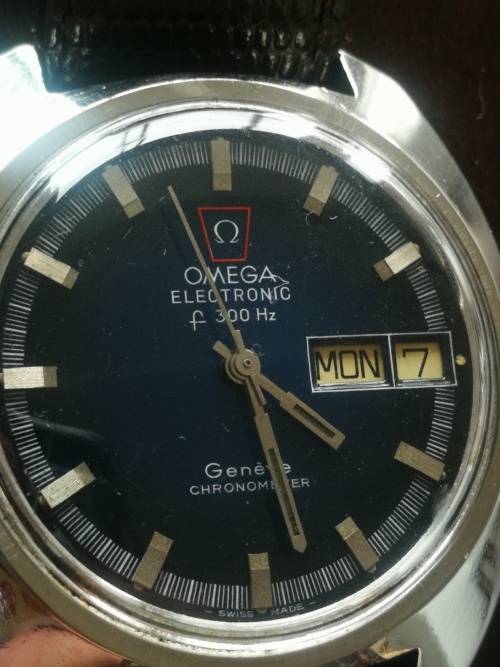 Ω
OMEGA
ELECTRONIC
f 300 Hz
MON 7
Genève
CHRONOMETER
SWISS MADE